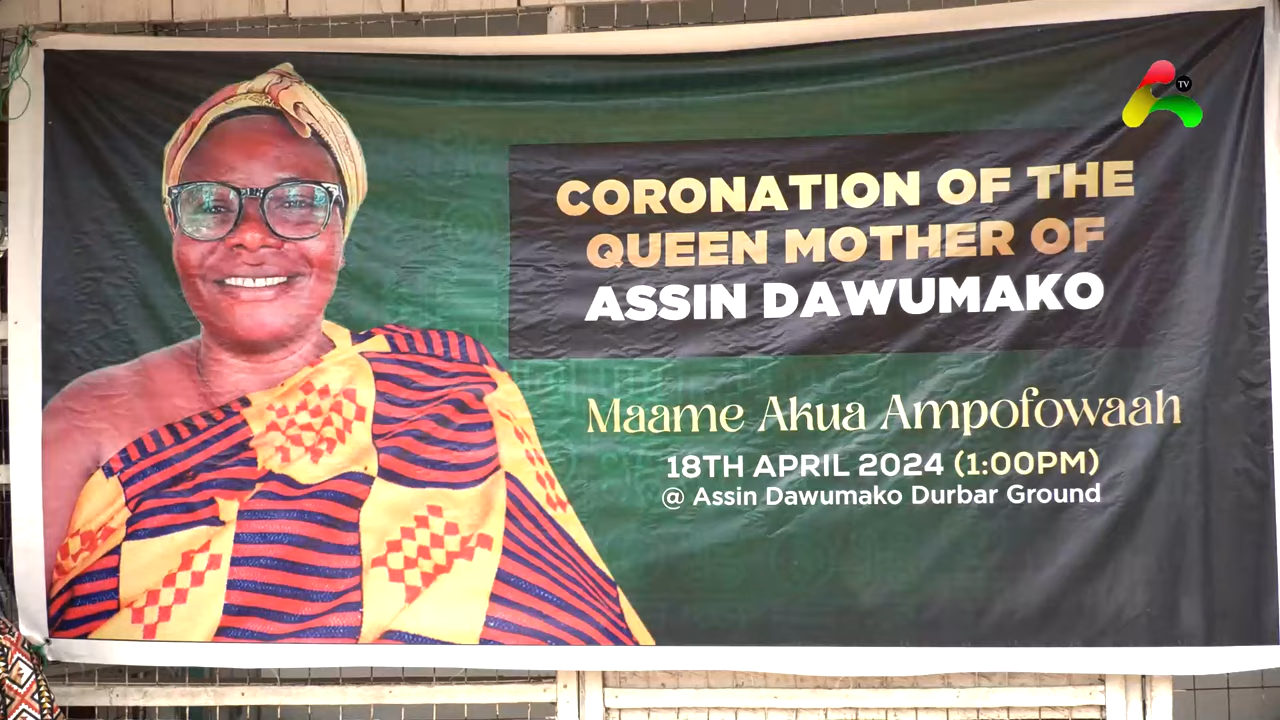 TV
CORONATION OF THE
QUEEN MOTHER OF
ASSIN DAWUMAKO
Maame Akua Ampofowaah
18TH APRIL 2024 (1:00PM)
@ Assin Dawumako Durbar Ground